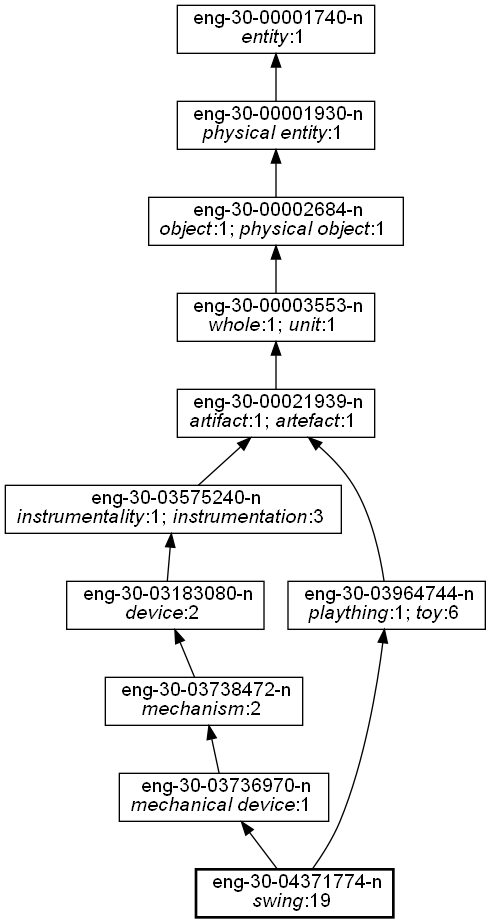 eng-30-00001740-n
entity:1
eng-30-00001930-n
physical entity:1
eng-30-00002684-n
object:1; physical object:1
eng-30-00003553-n
whole:1; unit:1
eng-30-00021939-n
artifact:1; artefact:1
eng-30-03575240-n
instrumentality:1; instrumentation:3
eng-30-03183080-n
device:2
eng-30-03964744-n
plaything:1; toy:6
eng-30-03738472-n
mechanism:2
eng-30-03736970-n
mechanical device:1
eng-30-04371774-n
swing:19